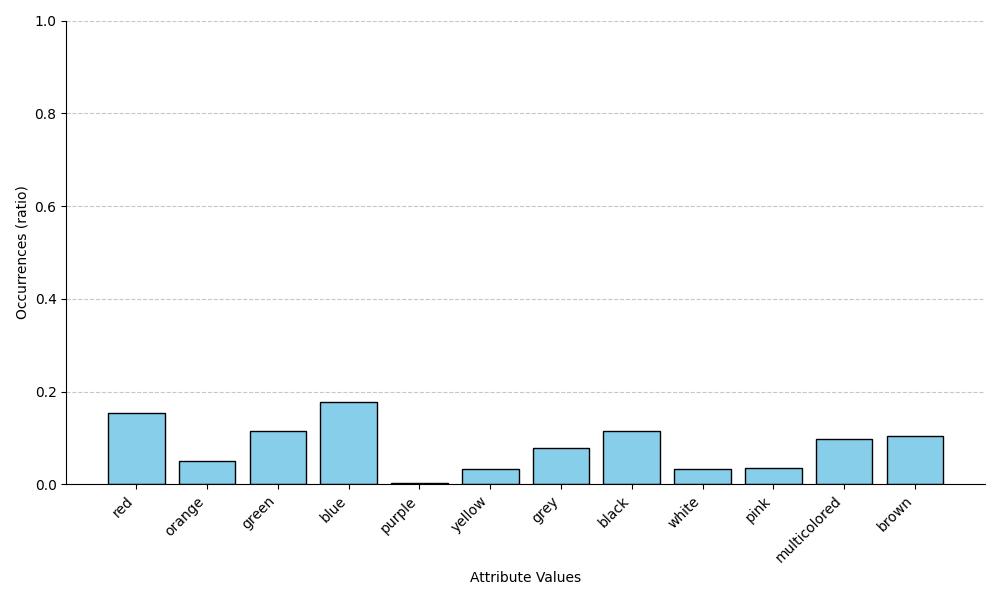 1.0
0.8
0.6
0.4
0.2
0.0
Occurrences (ratio)
red
orange
green
blue
purple
yellow
grey
black
white
pink
multicolored
brown
Attribute Values